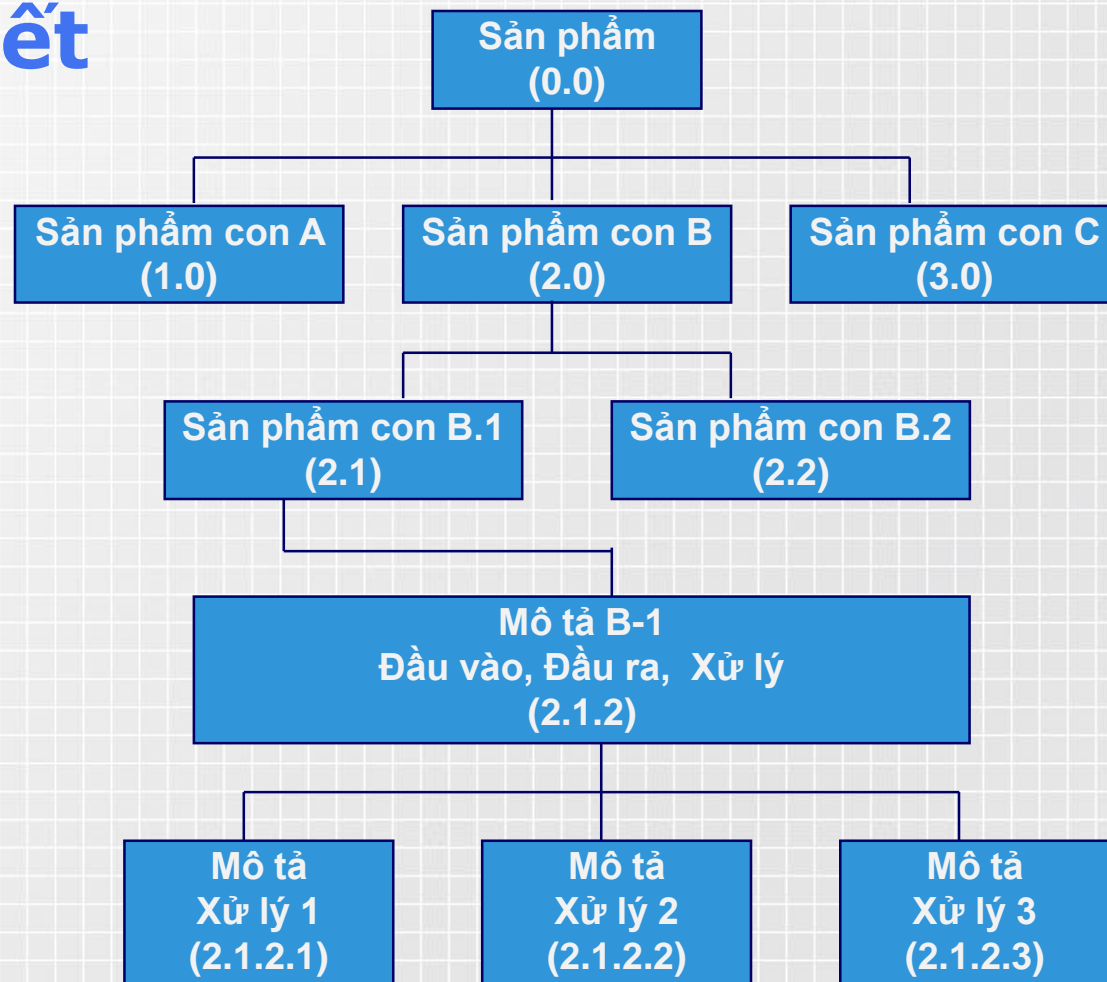 ết
Sản phẩm
(0.0)
Sản phẩm con A
(1.0)
Sản phẩm con B
(2.0)
Sản phẩm con C
(3.0)
Sản phẩm con B.1
(2.1)
Sản phẩm con B.2
(2.2)
Mô tả B-1
Đầu vào, Đầu ra, Xử lý
(2.1.2)
Mô tả
Xử lý 1
(2.1.2.1)
Mô tả
Xử lý 2
(2.1.2.2)
Mô tả
Xử lý 3
(2.1.2.3)